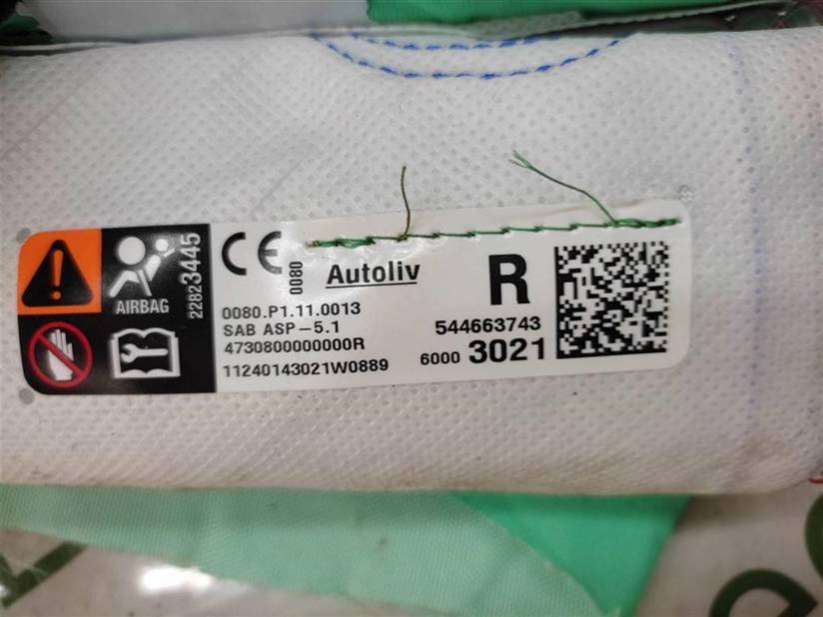 AIRBAG
22823445
CE
0080
Autoliv
R
0080.P1.11.0013
SAB ASP-5.1
4730800000000R
11240143021W0889
544663743
6000 3021